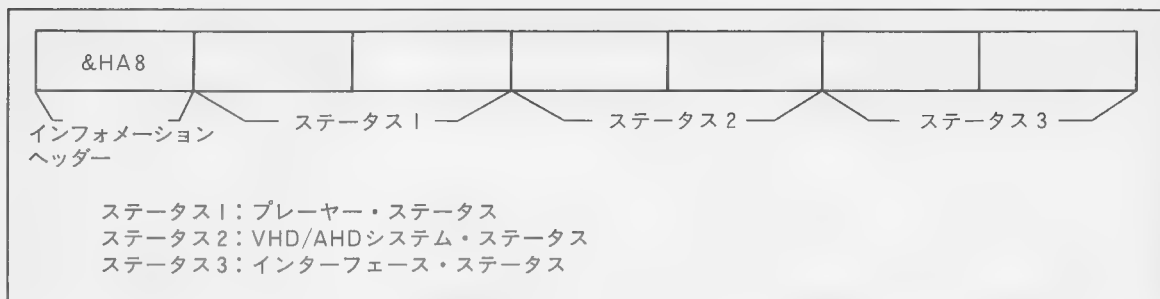 &HA8
ステータス1
ステータス2
ステータス3
インフォメーション
ヘッダー
ステータス1：プレーヤー・ステータス
ステータス2：VHD/AHDシステム・ステータス
ステータス3：インターフェース・ステータス